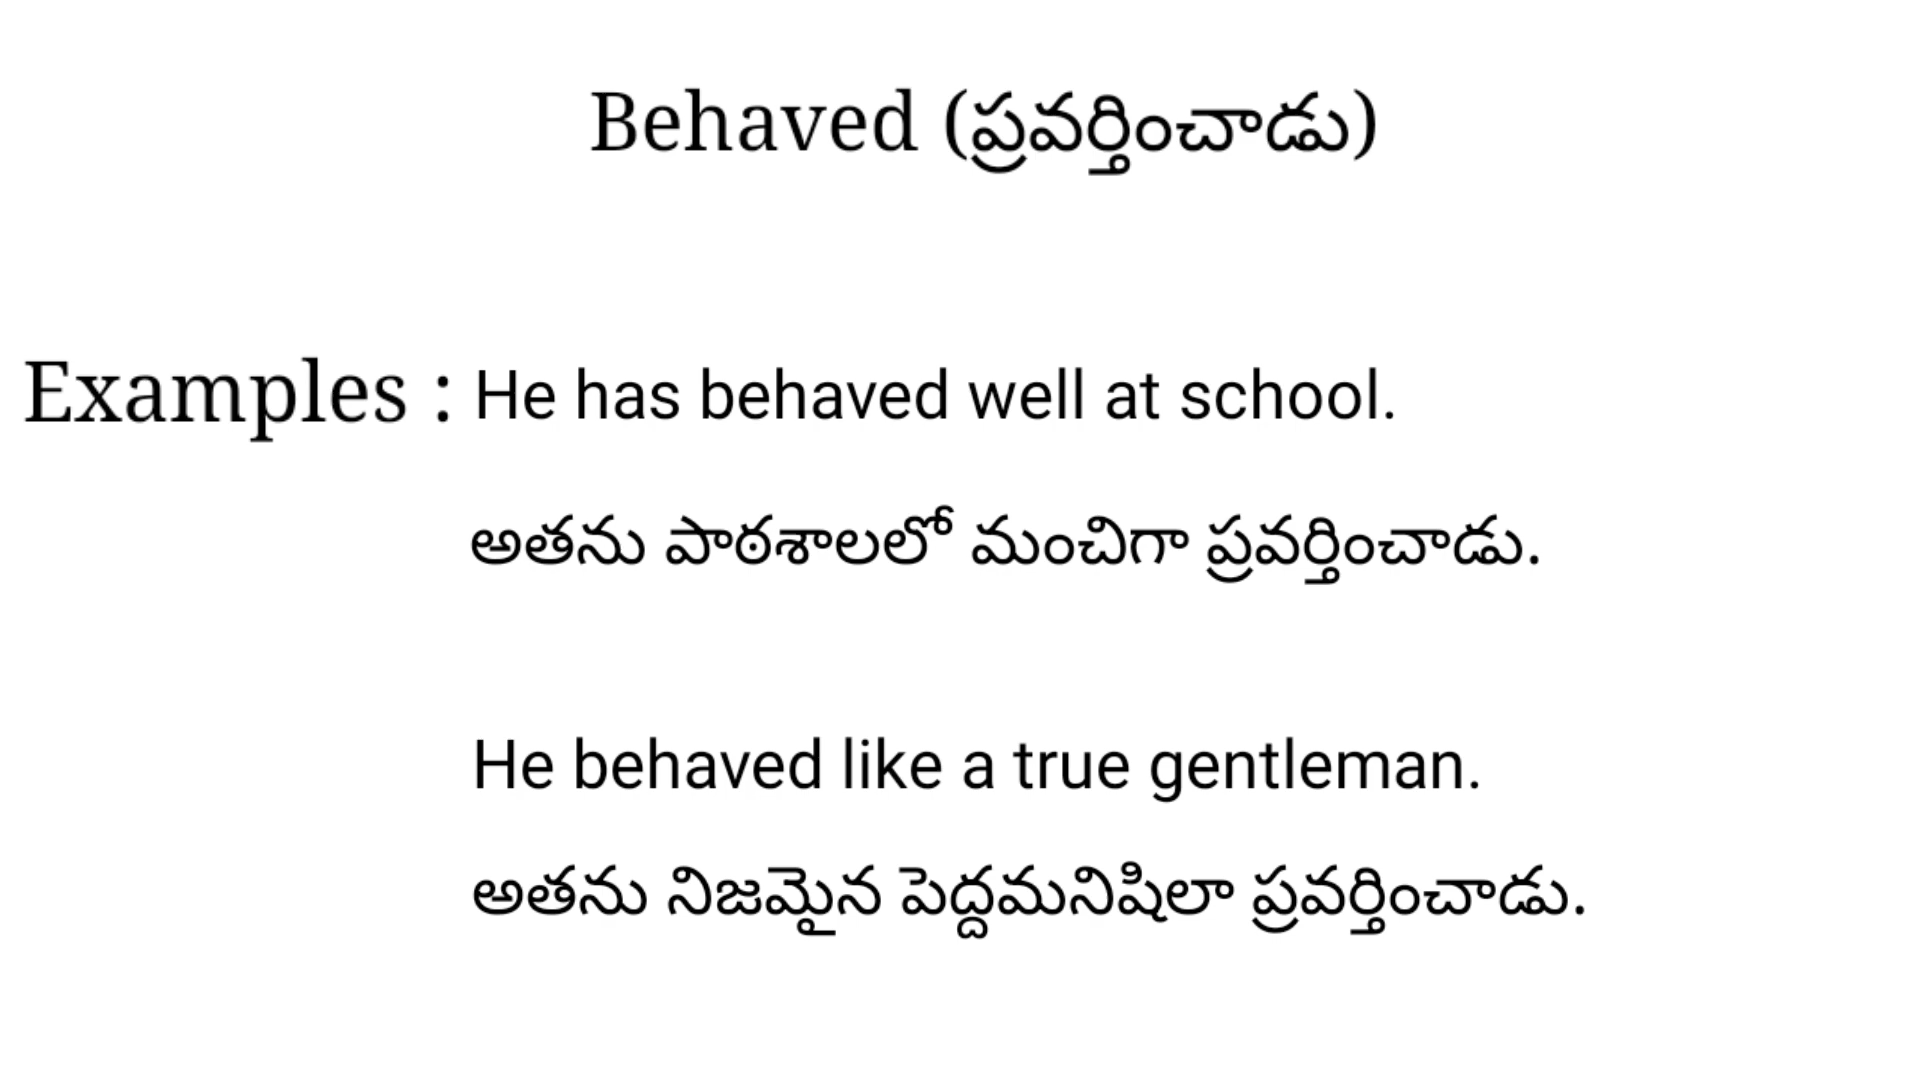 Behaved (ప్రవర్తించాడు)
Examples : He has behaved well at school.
అతను పాఠశాలలో మంచిగా ప్రవర్తించాడు.
He behaved like a true gentleman.
అతను నిజమైన పెద్దమనిషిలా ప్రవర్తించాడు.